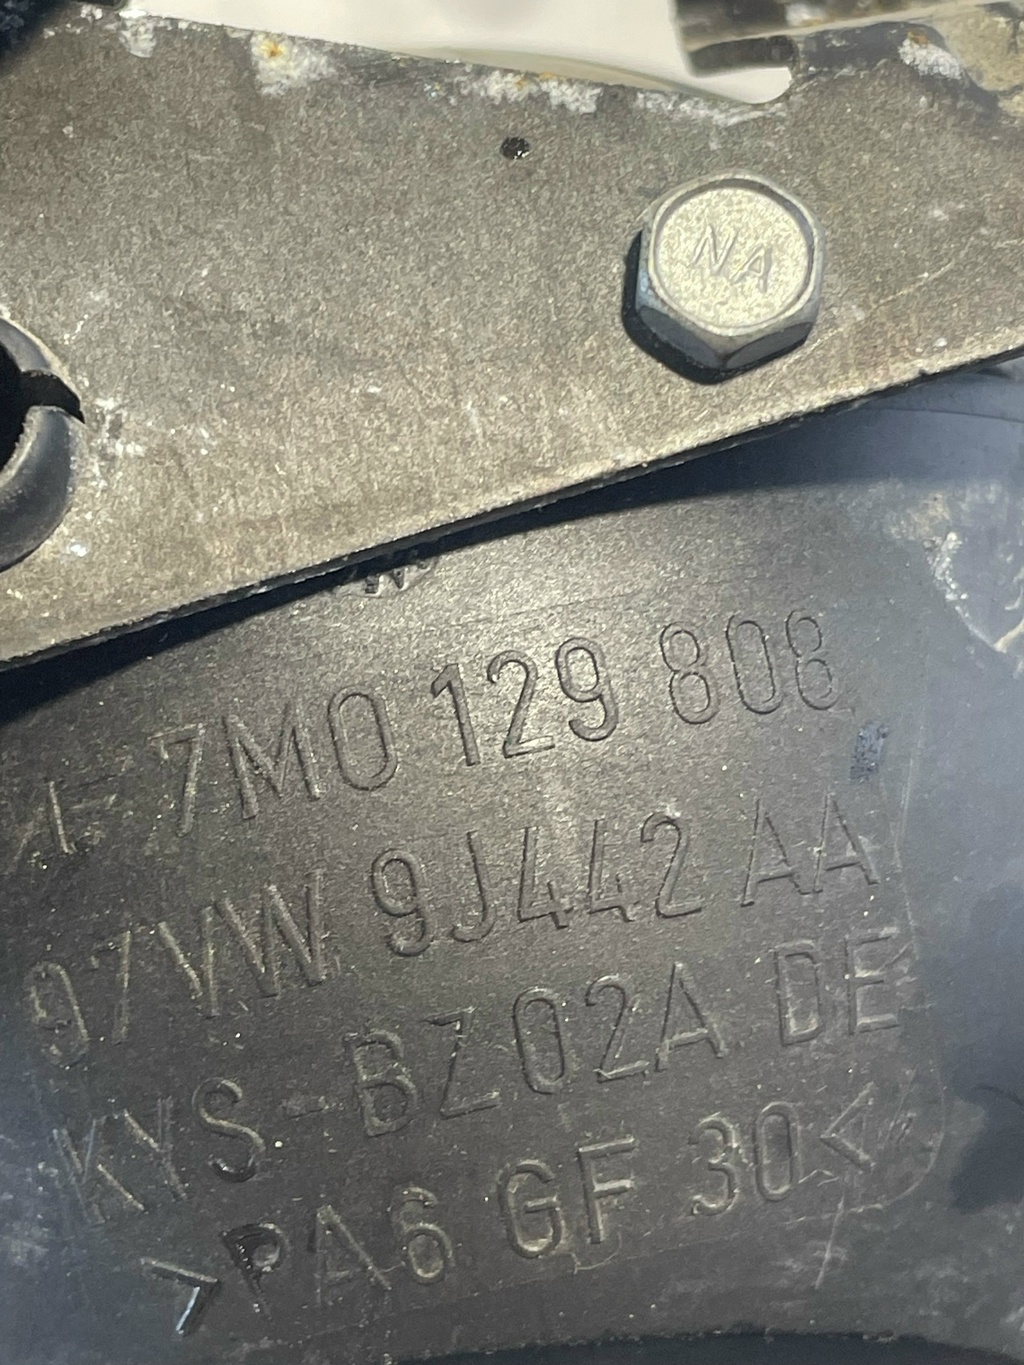 NA
7M0 129 808
97VW 9J442 AA
KYS-BZ02A DE
>PA6 GF 30<